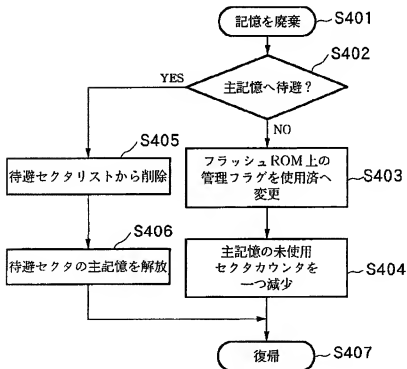 記憶を廃棄
S401
S402
主記憶へ待避?
YES
NO
S405
待避セクタリストから削除
フラッシュROM上の
管理フラグを使用済へ
変更
S403
S406
待避セクタの主記憶を解放
主記憶の未使用
セクタカウンタを
一つ減少
S404
復帰
S407